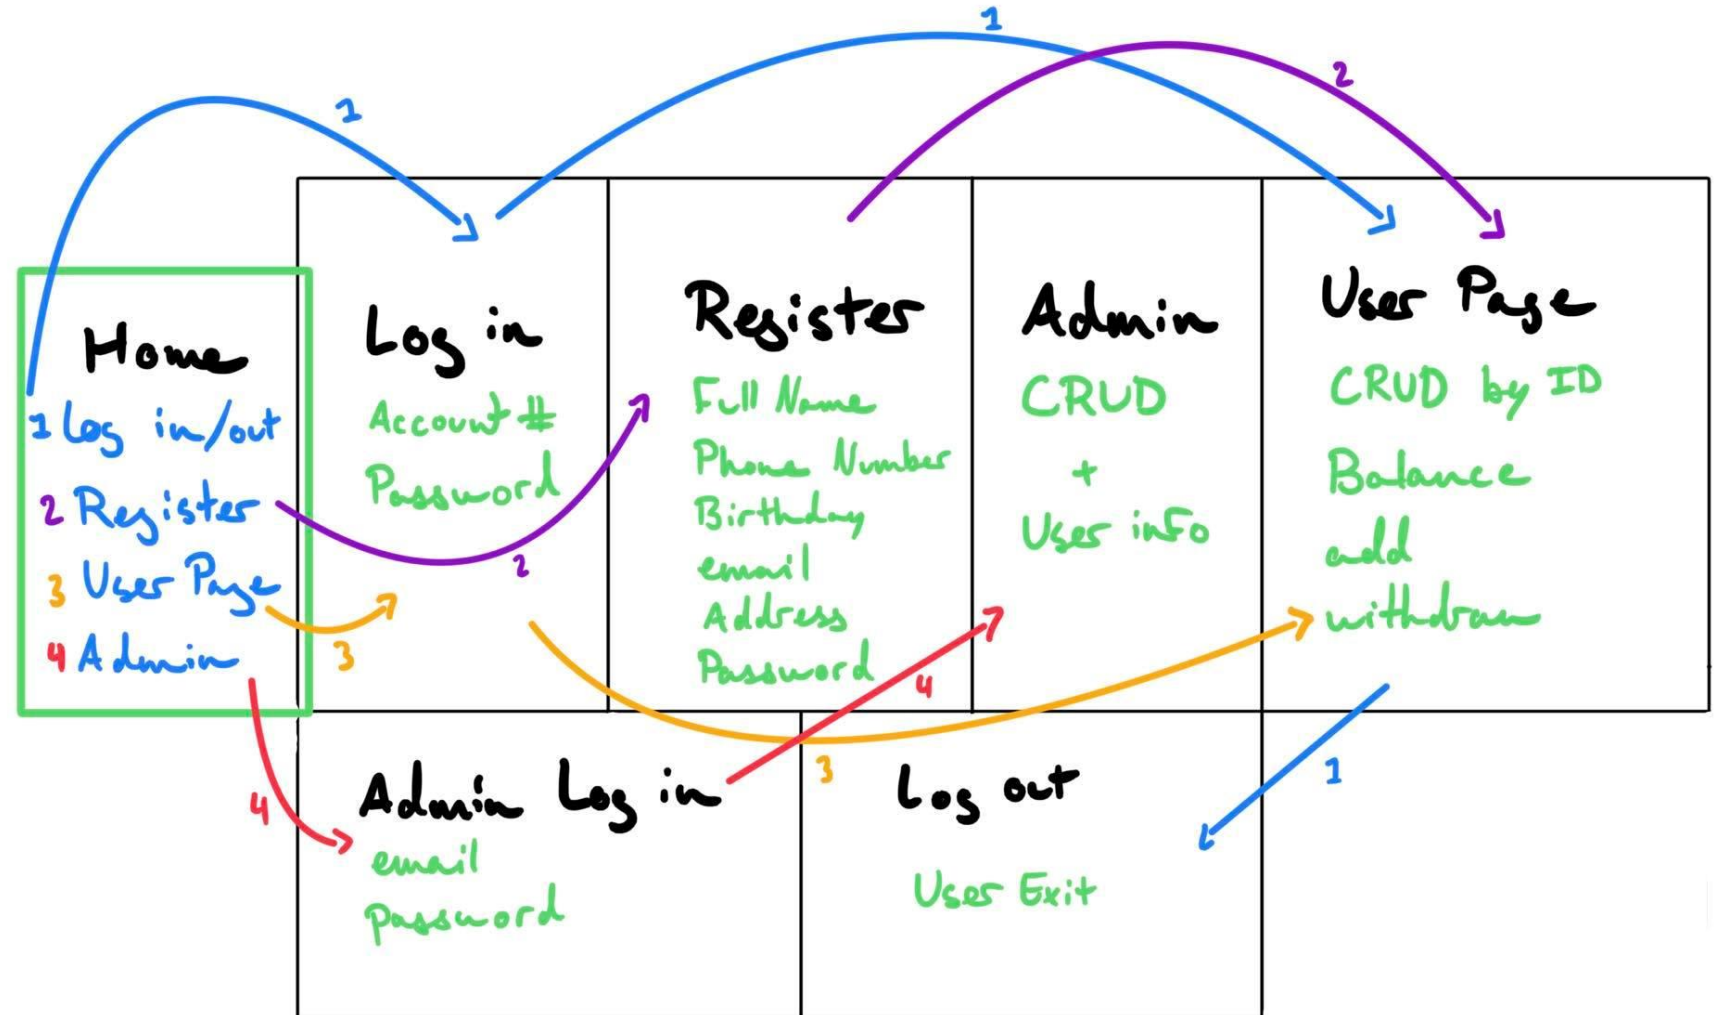 1
1
2
Home
1 Log in/out
2 Register
3 User Page
4 Admin
Log in
Account #
Password
Register
Full Name
Phone Number
Birthday
email
Address
Password
Admin
CRUD
+
User info
User Page
CRUD by ID
Balance
add
withdraw
2
3
4
3
1
4
Admin Log in
email
password
Log out
User Exit